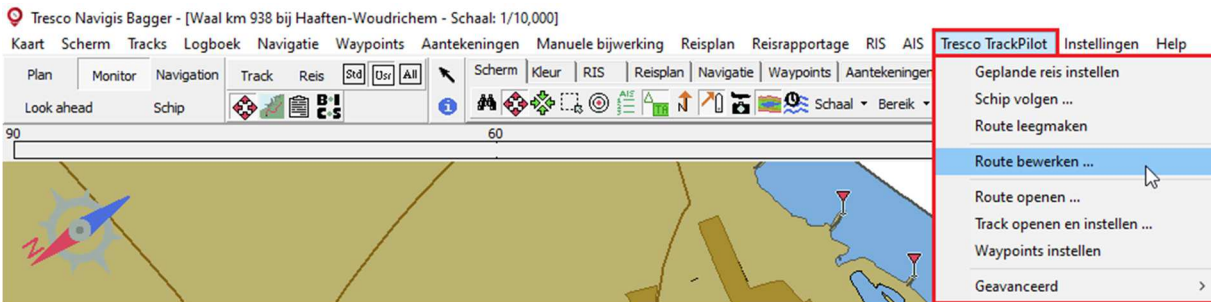 Tresco Navigis Bagger - [Waal km 938 bij Haaften-Woudrichem - Schaal: 1/10,000]
Kaart Scherm Tracks Logboek Navigatie Waypoints Aantekeningen Manuele bijwerking Reisplan Reisrapportage RIS AIS Tresco TrackPilot Instellingen Help
Plan Monitor Navigation Track Reis Std Usr All Scherm Kleur RIS Reisplan Navigatie Waypoints Aantekeningen
Look ahead Schip B:I C:S AIS Schaal Bereik
90 60
N
Geplande reis instellen
Schip volgen ...
Route leegmaken
Route bewerken ...
Route openen ...
Track openen en instellen ...
Waypoints instellen
Geavanceerd